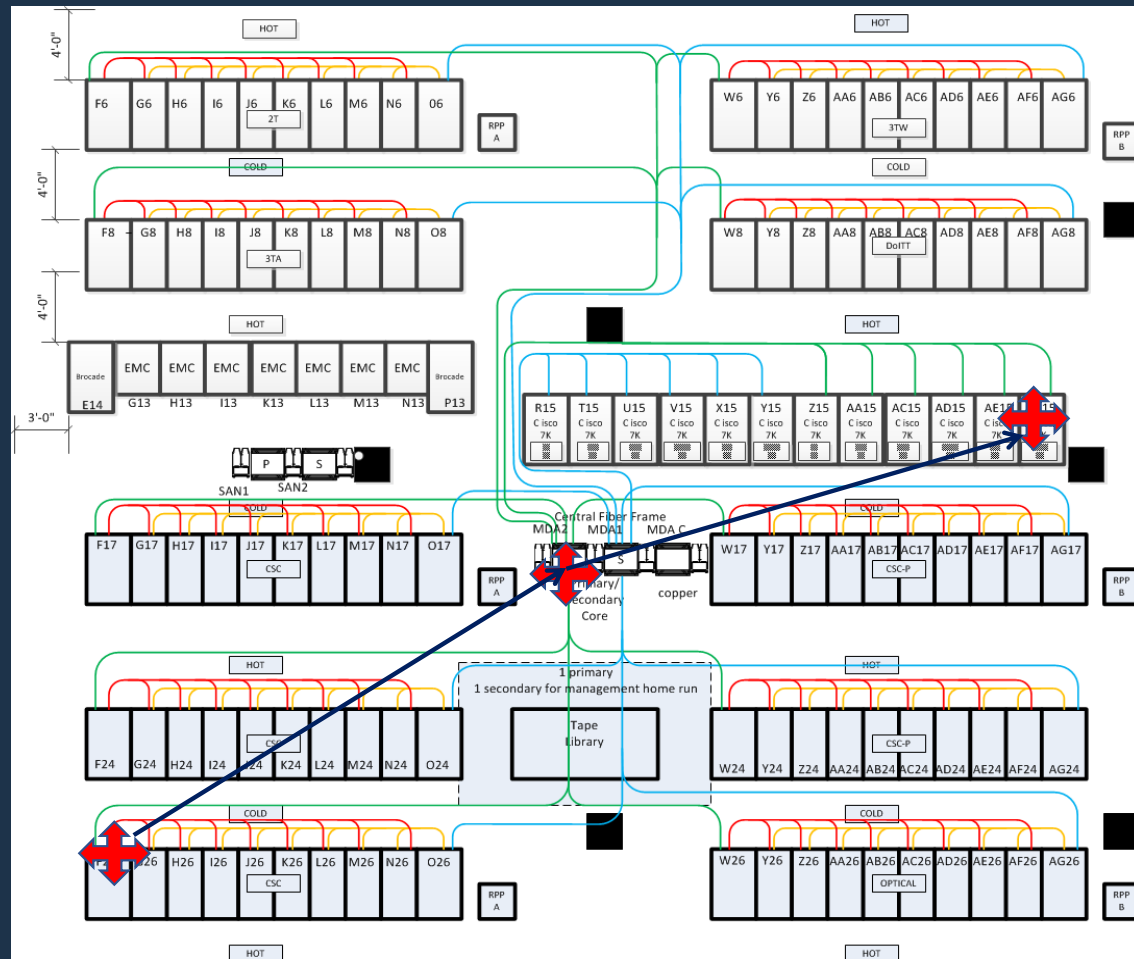 HOT
HOT
4'-0"
F6 G6 H6 I6 J6 K6 L6 M6 N6 06
2T
RPP
A
W6 Y6 Z6 AA6 AB6 AC6 AD6 AE6 AF6 AG6
3TW
RPP
B
COLD
COLD
4'-0"
F8 - G8 H8 I8 J8 K8 L8 M8 N8 O8
3TA
W8 Y8 Z8 AA8 AB8 AC8 AD8 AE8 AF8 AG8
DoITT
4'-0"
HOT
HOT
Brocade
E14
EMC EMC EMC EMC EMC EMC EMC
G13 H13 I13 K13 L13 M13 N13
Brocade
P13
3'-0"
R15 T15 U15 V15 X15 Y15 Z15 AA15 AC15 AD15
Cisco Cisco Cisco Cisco Cisco Cisco Cisco Cisco Cisco Cisco Cisco
7K 7K 7K 7K 7K 7K 7K 7K 7K 7K 7K
P S
SAN1 SAN2
COLD
COLD
Central Fiber Frame
MDA2 MDA1 MDA C
S
Primary/
Secondary
Core
copper
F17 G17 H17 I17 J17 K17 L17 M17 N17 O17
CSC
RPP
A
W17 Y17 Z17 AA17 AB17 AC17 AD17 AE17 AF17 AG17
CSC-P
RPP
B
HOT
HOT
1 primary
1 secondary for management home run
Tape
Library
F24 G24 H24 I24 J24 K24 L24 M24 N24 O24
CSC
W24 Y24 Z24 AA24 AB24 AC24 AD24 AE24 AF24 AG24
CSC-P
COLD
COLD
G26 H26 I26 J26 K26 L26 M26 N26 O26
CSC
RPP
A
W26 Y26 Z26 AA26 AB26 AC26 AD26 AE26 AF26 AG26
OPTICAL
RPP
B
HOT
HOT